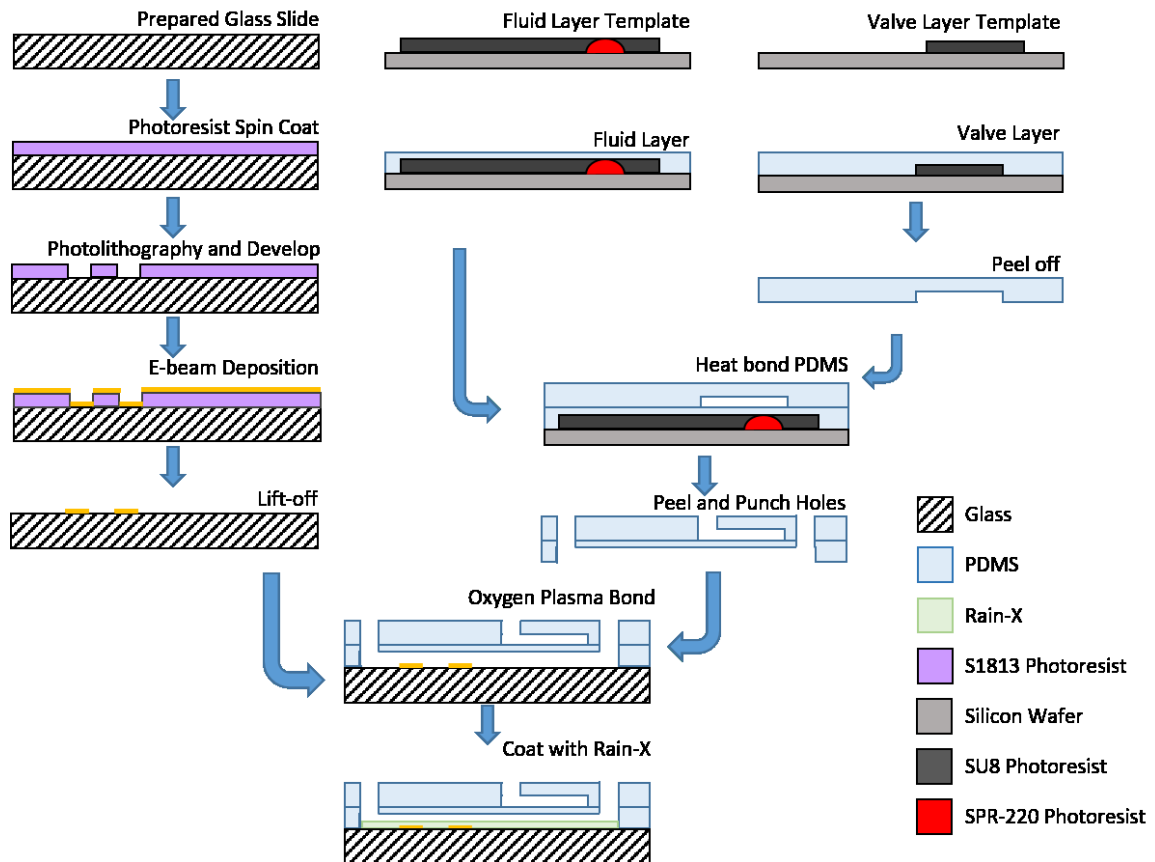 Prepared Glass Slide
Photoresist Spin Coat
Photolithography and Develop
E-beam Deposition
Lift-off
Fluid Layer Template
Fluid Layer
Valve Layer Template
Valve Layer
Peel off
Heat bond PDMS
Peel and Punch Holes
Oxygen Plasma Bond
Coat with Rain-X
Glass
PDMS
Rain-X
S1813 Photoresist
Silicon Wafer
SU8 Photoresist
SPR-220 Photoresist